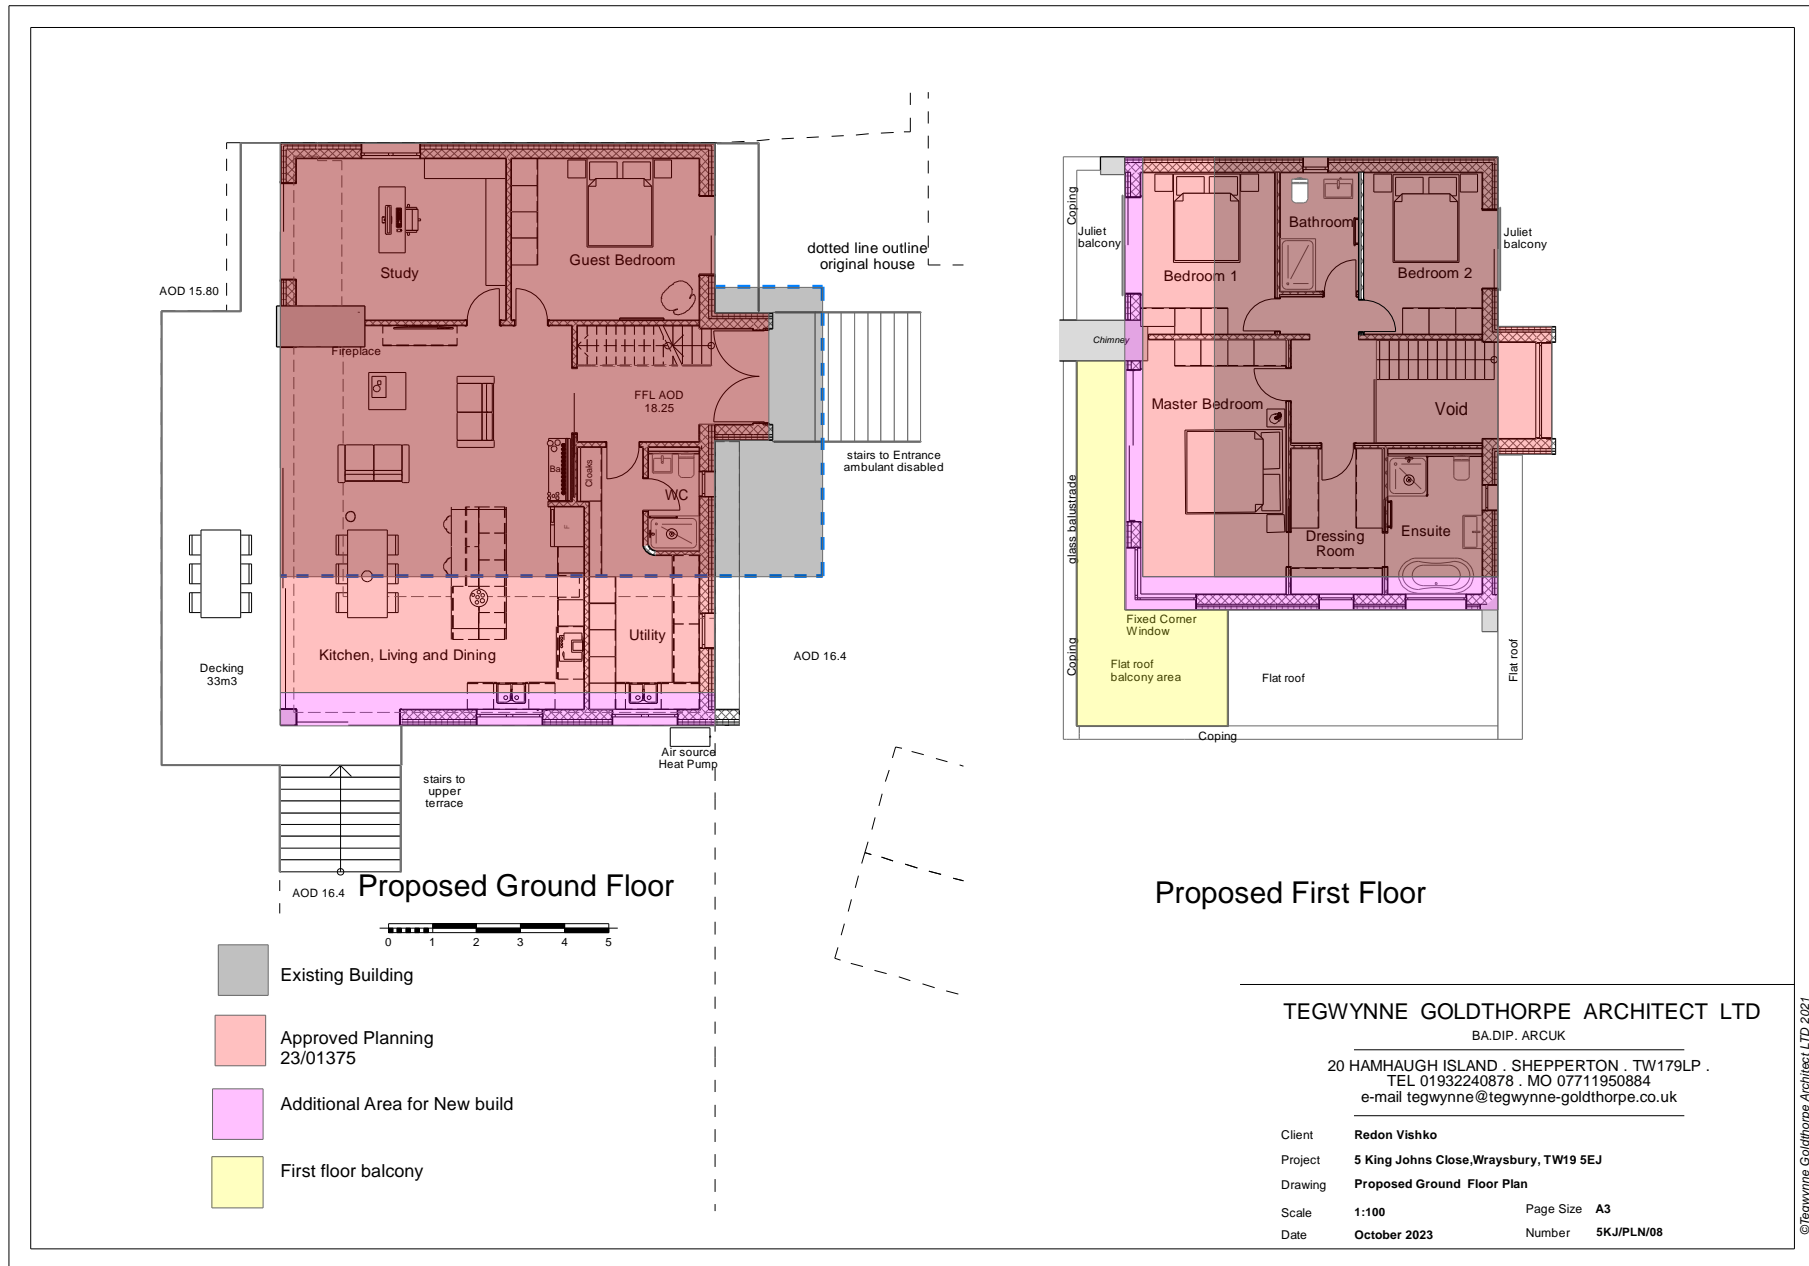 dotted line outline
original house
Study
Guest Bedroom
AOD 15.80
Fireplace
FFL AOD
18.25
stairs to Entrance
ambulant disabled
Ba
Cloaks
WC
F
Utility
Kitchen, Living and Dining
Decking
33m3
AOD 16.4
Air source
Heat Pump
stairs to
upper
terrace
AOD 16.4
Proposed Ground Floor
0 1 2 3 4 5
Coping
Juliet
balcony
Bedroom 1
Bathroom
Bedroom 2
Juliet
balcony
Chimney
Master Bedroom
Void
glass balustrade
Dressing
Room
Ensuite
Fixed Corner
Window
Coping
Flat roof
balcony area
Flat roof
Flat roof
Coping
Proposed First Floor
Existing Building
Approved Planning
23/01375
Additional Area for New build
First floor balcony
TEGWYNNE GOLDTHORPE ARCHITECT LTD
BA.DIP. ARCUK
20 HAMHAUGH ISLAND . SHEPPERTON . TW179LP .
TEL 01932240878 . MO 07711950884
e-mail tegwynne@tegwynne-goldthorpe.co.uk
Client Redon Vishko
Project 5 King Johns Close,Wraysbury, TW19 5EJ
Drawing Proposed Ground Floor Plan
Scale 1:100 Page Size A3
Date October 2023 Number 5KJ/PLN/08
©Tegwynne Goldthorpe Architect LTD 2021